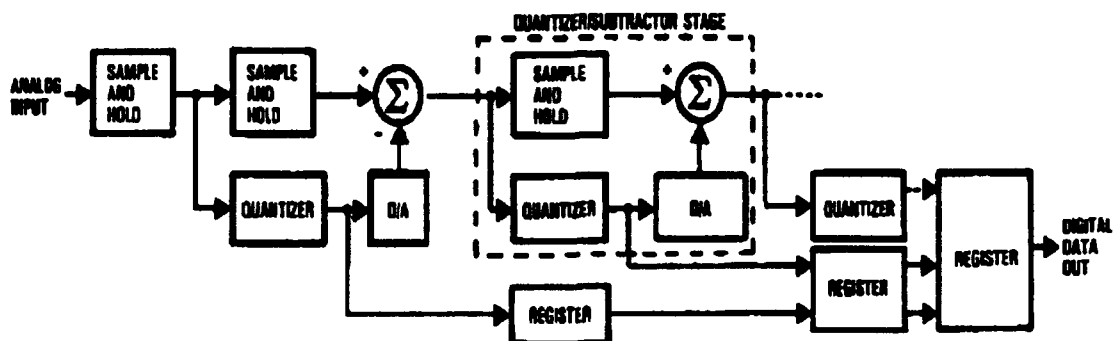 QUANTIZER/SUBTRACTOR STAGE
ANALOG
INPUT
SAMPLE
AND
HOLD
SAMPLE
AND
HOLD
+
Σ
-
SAMPLE
AND
HOLD
+
Σ
QUANTIZER
D/A
QUANTIZER
D/A
QUANTIZER
REGISTER
REGISTER
REGISTER
DIGITAL
DATA
OUT